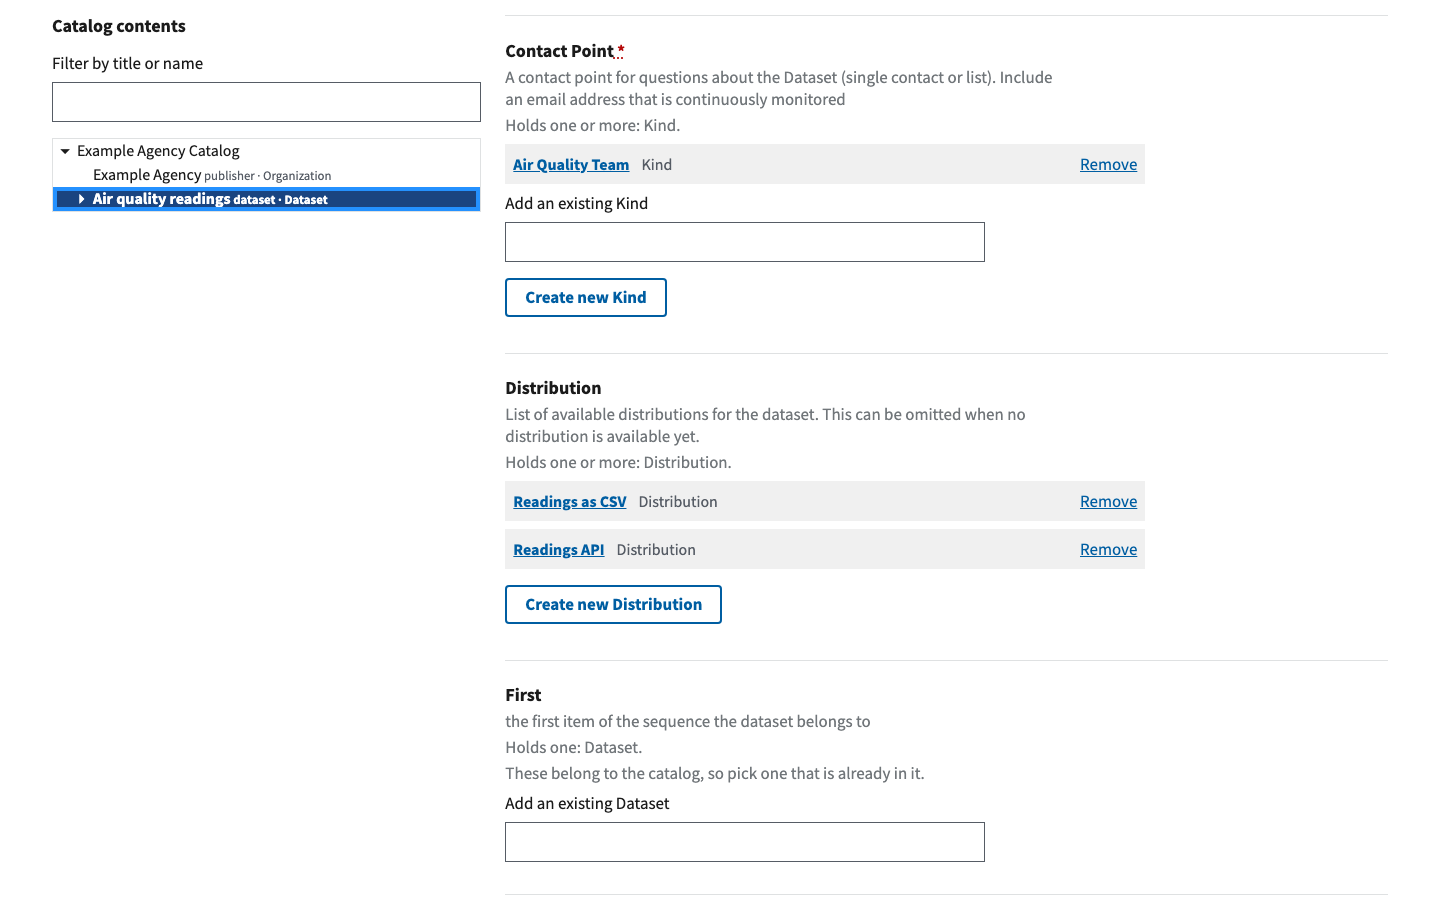 Catalog contents
Filter by title or name
Example Agency Catalog
Example Agency publisher · Organization
Air quality readings dataset · Dataset
Contact Point *
A contact point for questions about the Dataset (single contact or list). Include
an email address that is continuously monitored
Holds one or more: Kind.
Air Quality Team Kind Remove
Add an existing Kind
Create new Kind
Distribution
List of available distributions for the dataset. This can be omitted when no
distribution is available yet.
Holds one or more: Distribution.
Readings as CSV Distribution Remove
Readings API Distribution Remove
Create new Distribution
First
the first item of the sequence the dataset belongs to
Holds one: Dataset.
These belong to the catalog, so pick one that is already in it.
Add an existing Dataset